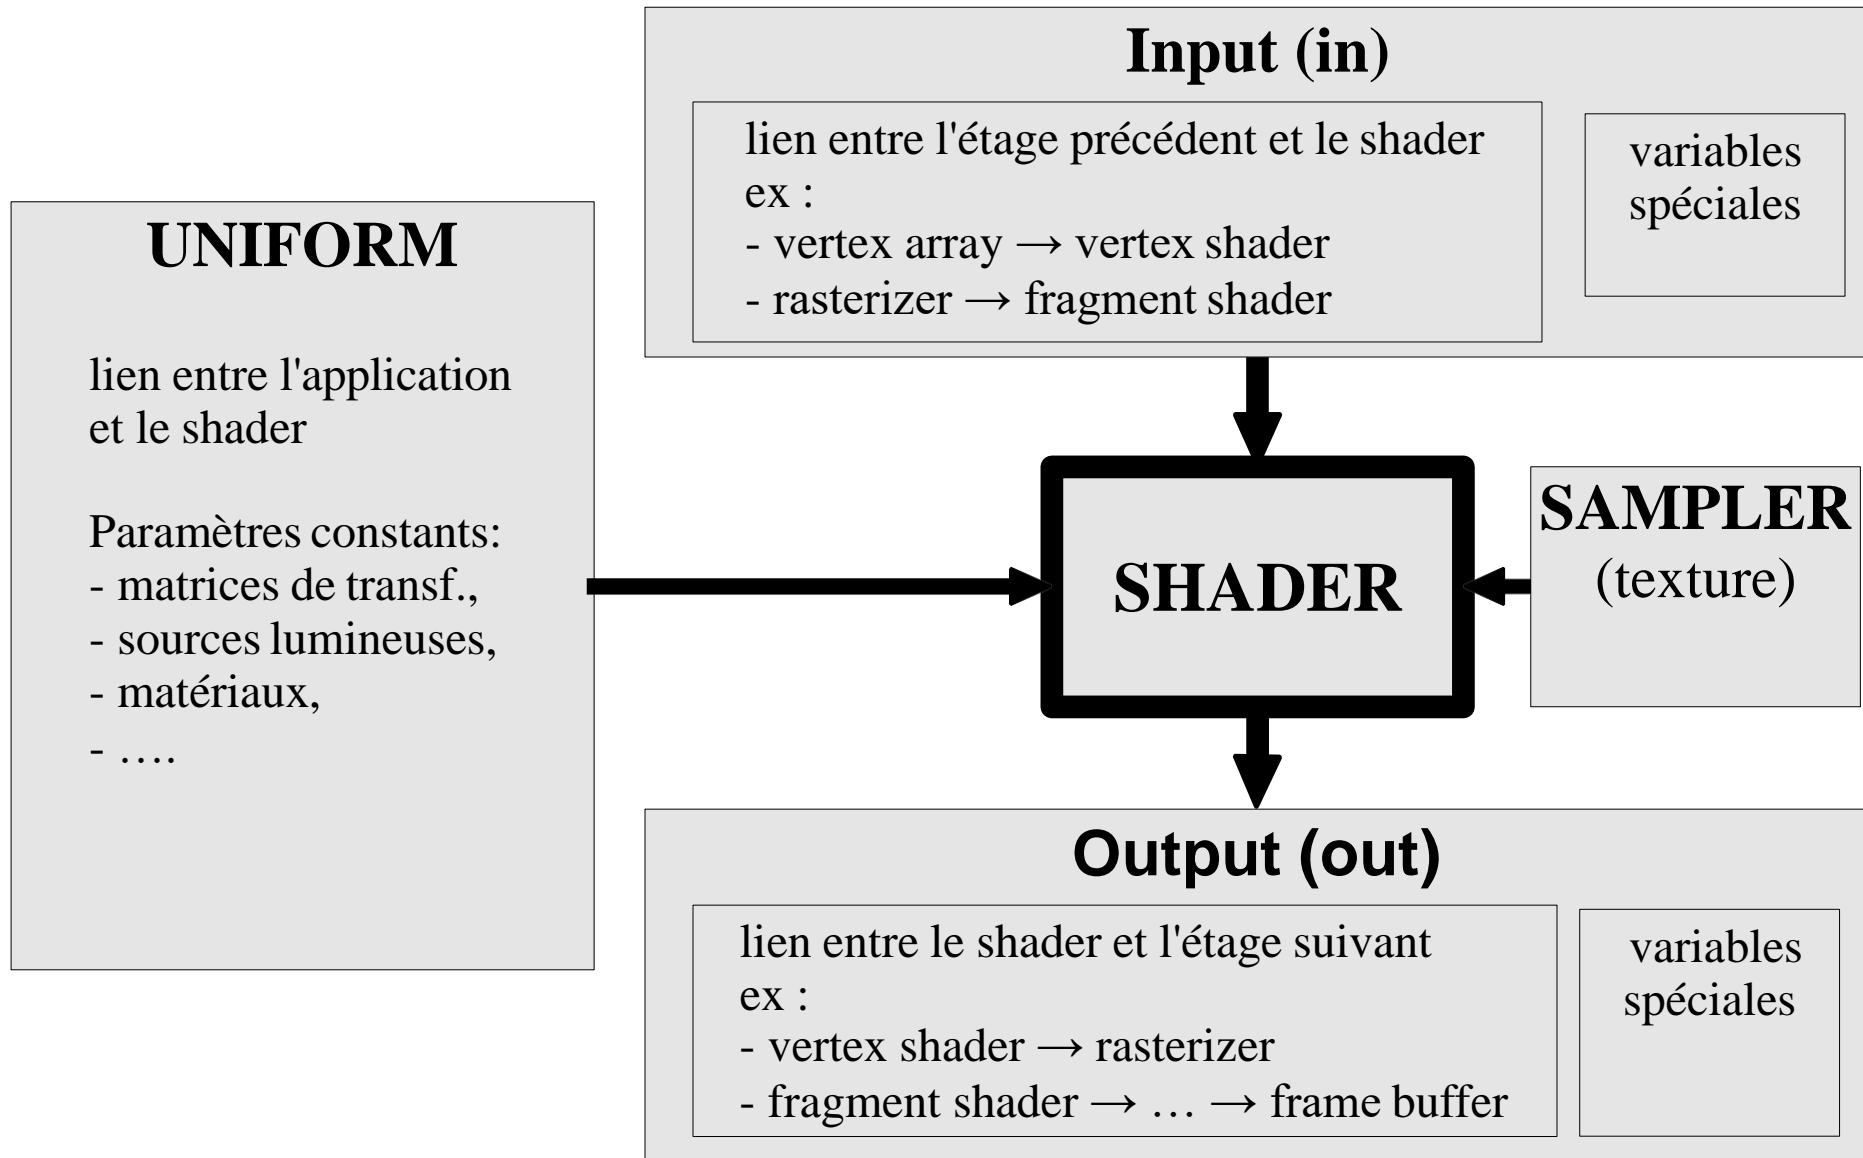 Input (in)
lien entre l'étage précédent et le shader
ex :
- vertex array → vertex shader
- rasterizer → fragment shader
variables
spéciales
UNIFORM
lien entre l'application
et le shader
Paramètres constants:
- matrices de transf.,
- sources lumineuses,
- matériaux,
- ….
SHADER
SAMPLER
(texture)
Output (out)
lien entre le shader et l'étage suivant
ex :
- vertex shader → rasterizer
- fragment shader → … → frame buffer
variables
spéciales